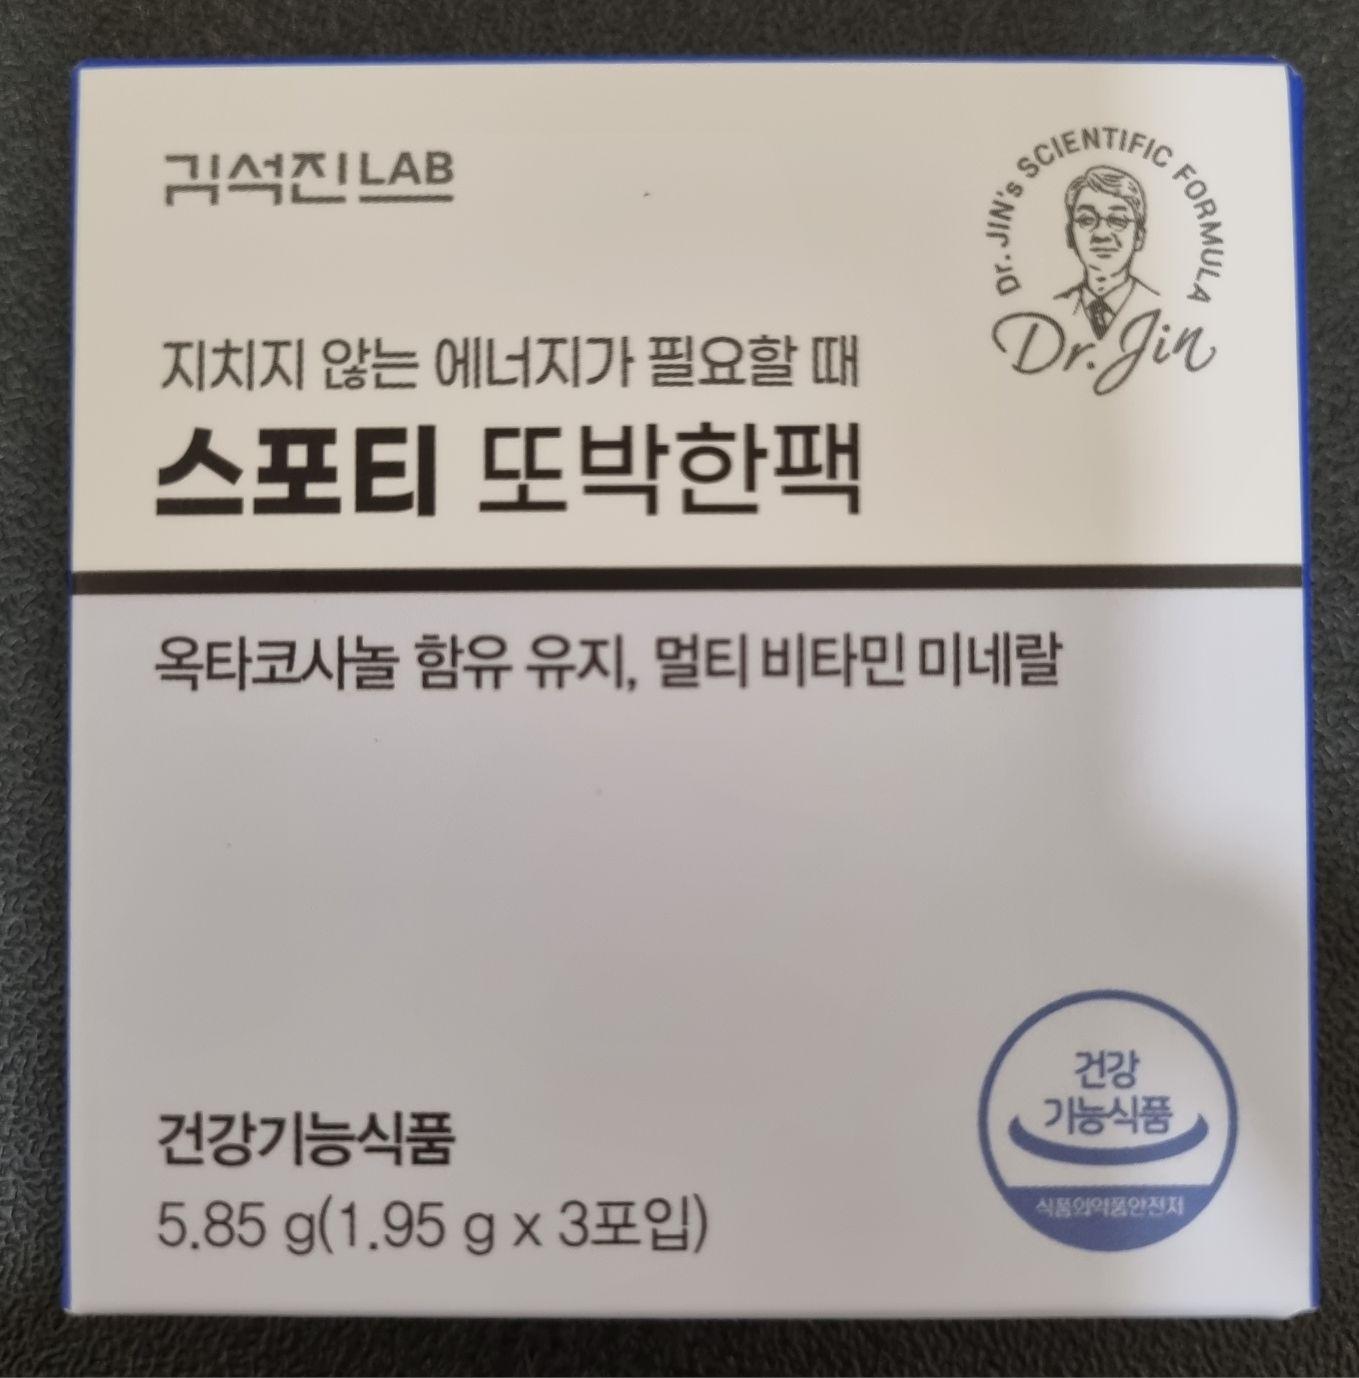 김석진LAB
Dr. JIN's SCIENTIFIC FORMULA
Dr. Jin
지치지 않는 에너지가 필요할 때
스포티 또박한팩
옥타코사놀 함유 유지, 멀티 비타민 미네랄
건강
기능식품
식품의약품안전처
건강기능식품
5.85 g(1.95 g x 3포입)